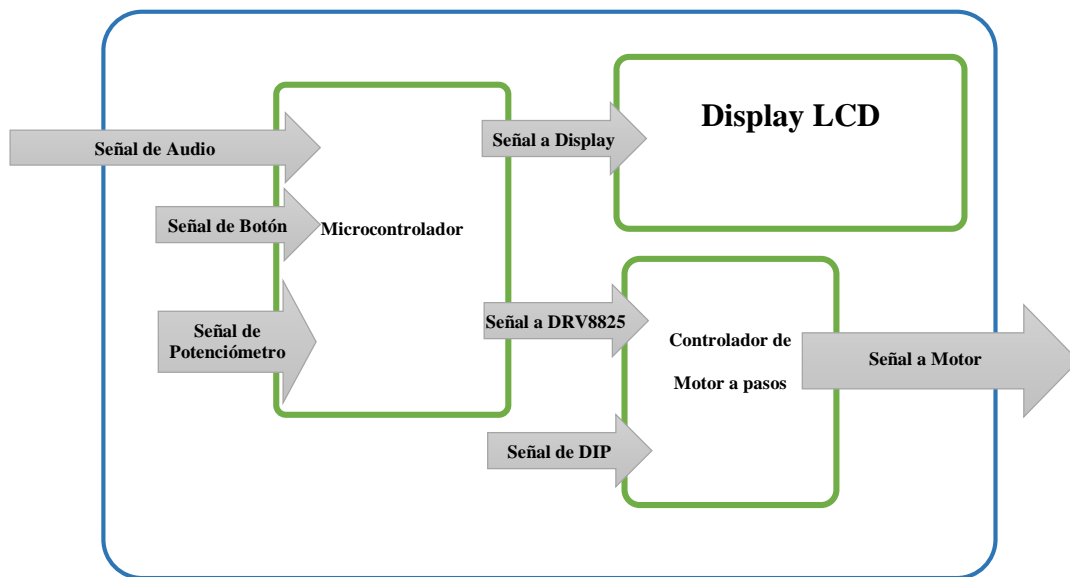 Display LCD
Señal a Display
Señal de Audio
Señal de Botón
Microcontrolador
Señal de
Potenciómetro
Señal a DRV8825
Controlador de
Motor a pasos
Señal a Motor
Señal de DIP